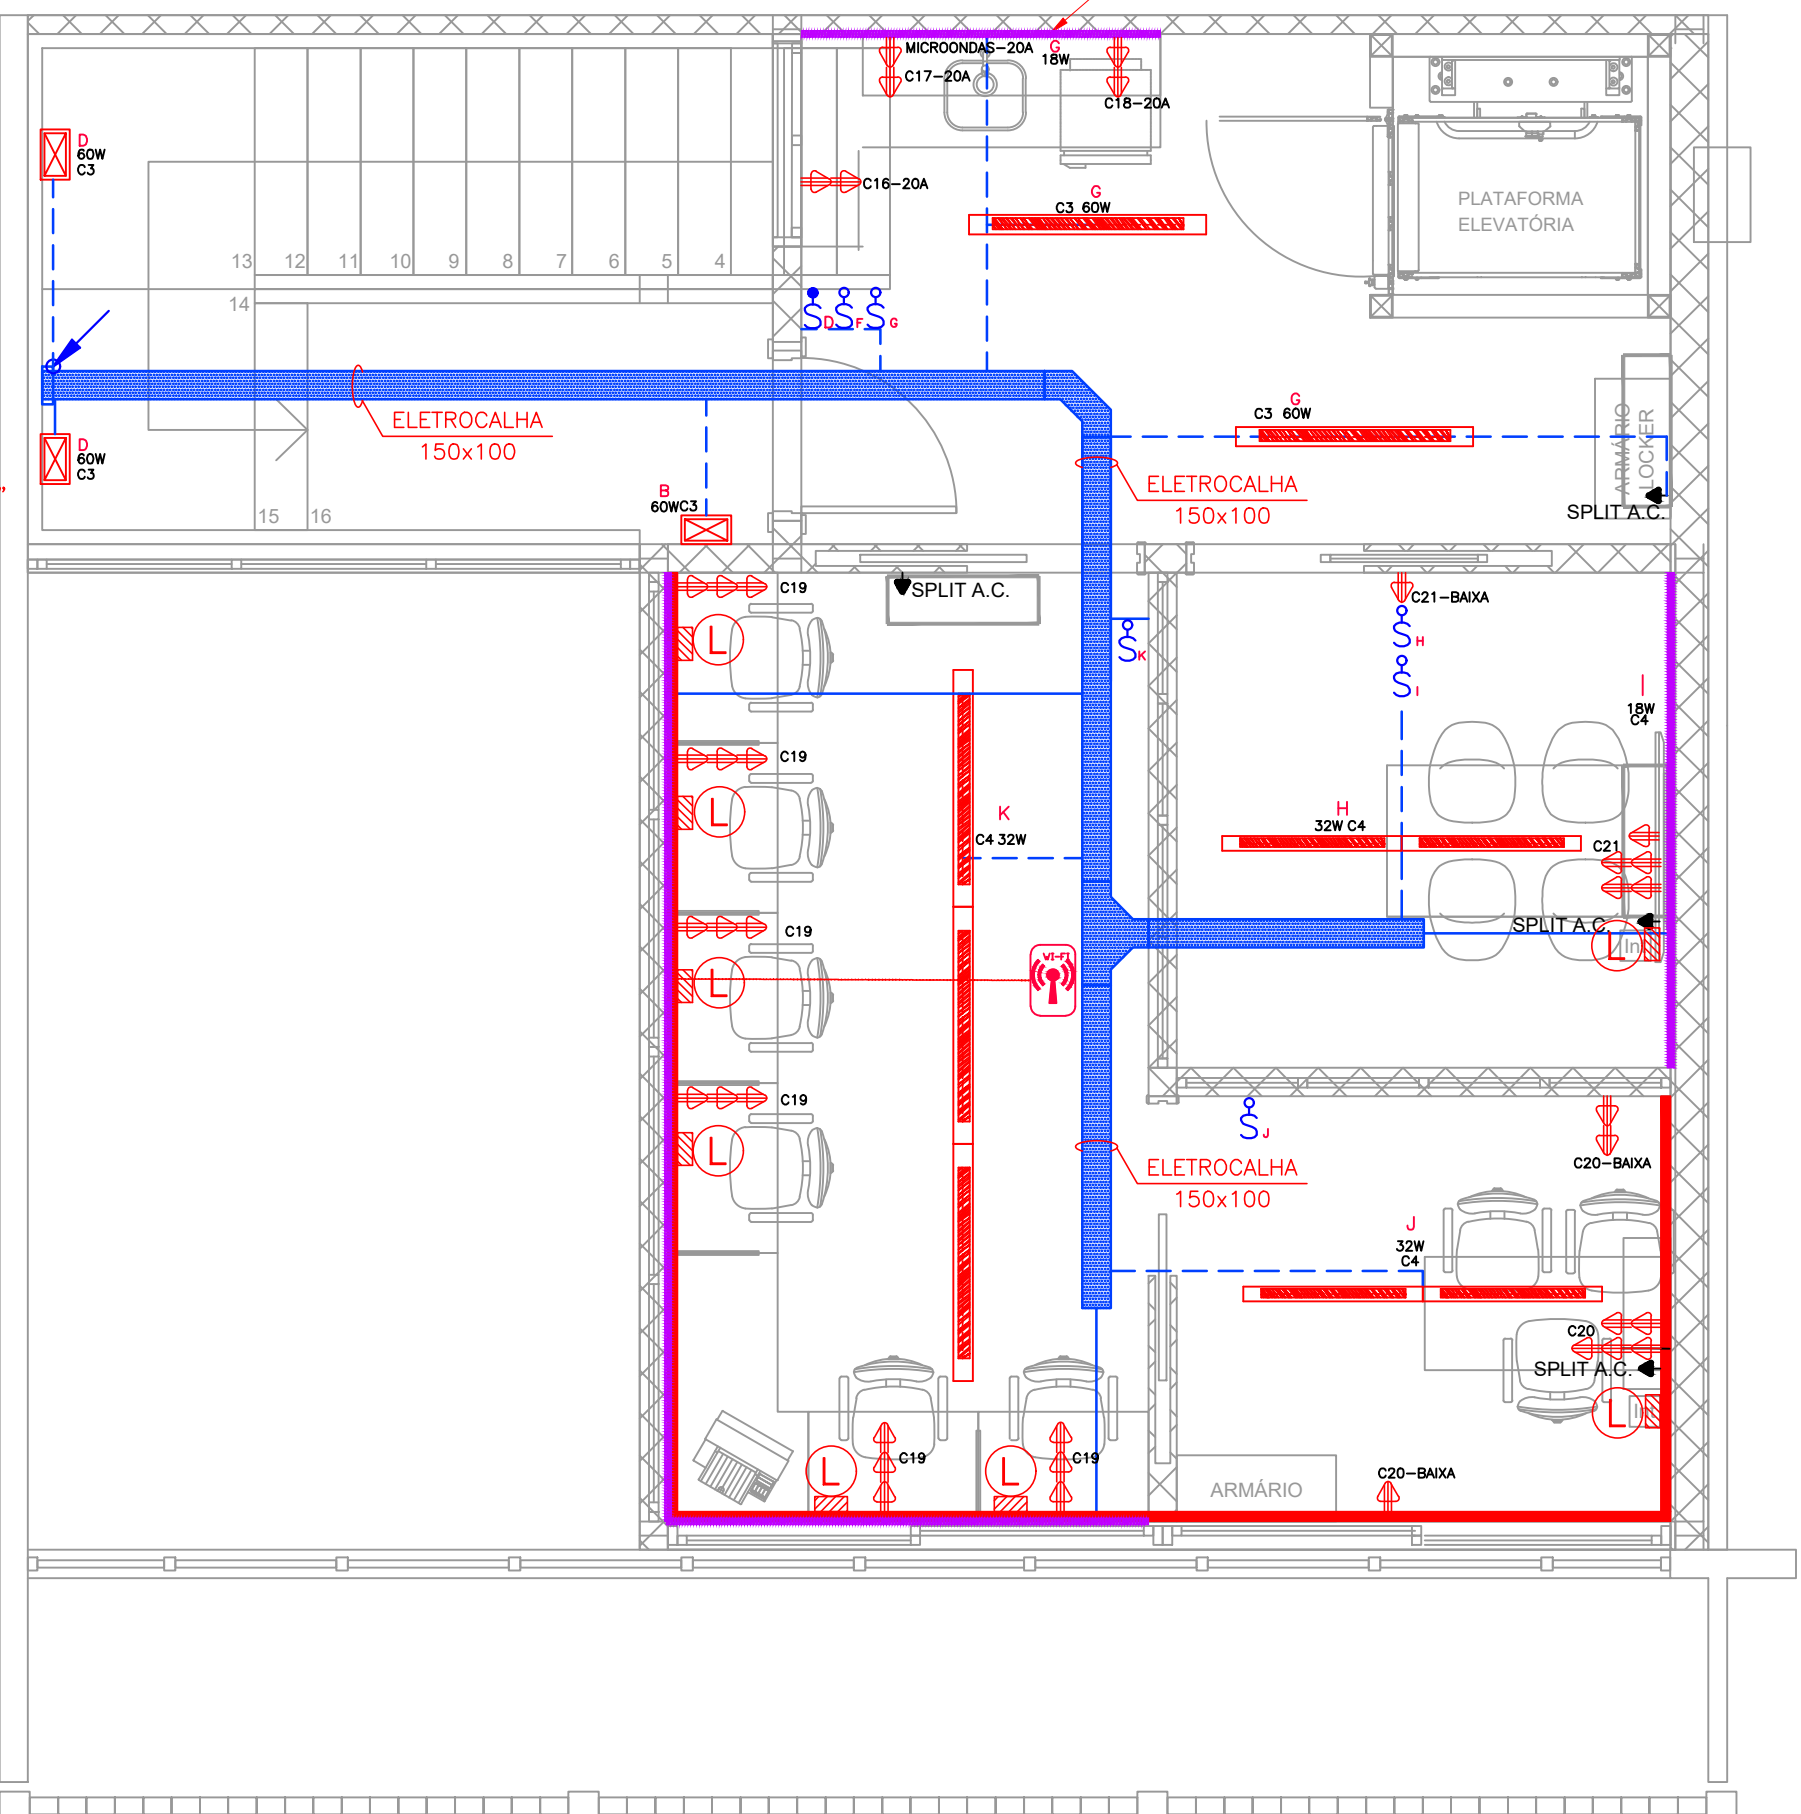 MICROONDAS-20A
G
18W
C17-20A
C18-20A
D
60W
C3
C16-20A
G
C3 60W
PLATAFORMA
ELEVATÓRIA
13
12
11
10
9
8
7
6
5
4
14
D
F
G
ELETROCALHA
150x100
G
C3 60W
ARMÁRIO
LOCKER
D
60W
C3
ELETROCALHA
150x100
B
60WC3
15
16
SPLIT A.C.
C19
SPLIT A.C.
C21-BAIXA
L
H
K
I
I
18W
C4
C19
L
K
C4 32W
H
32W C4
C21
C19
SPLIT A.C.
L
In
WI-FI
L
C19
L
J
ELETROCALHA
150x100
C20-BAIXA
J
32W
C4
C20
SPLIT A.C.
L
C19
C19
L
L
C20-BAIXA
ARMÁRIO